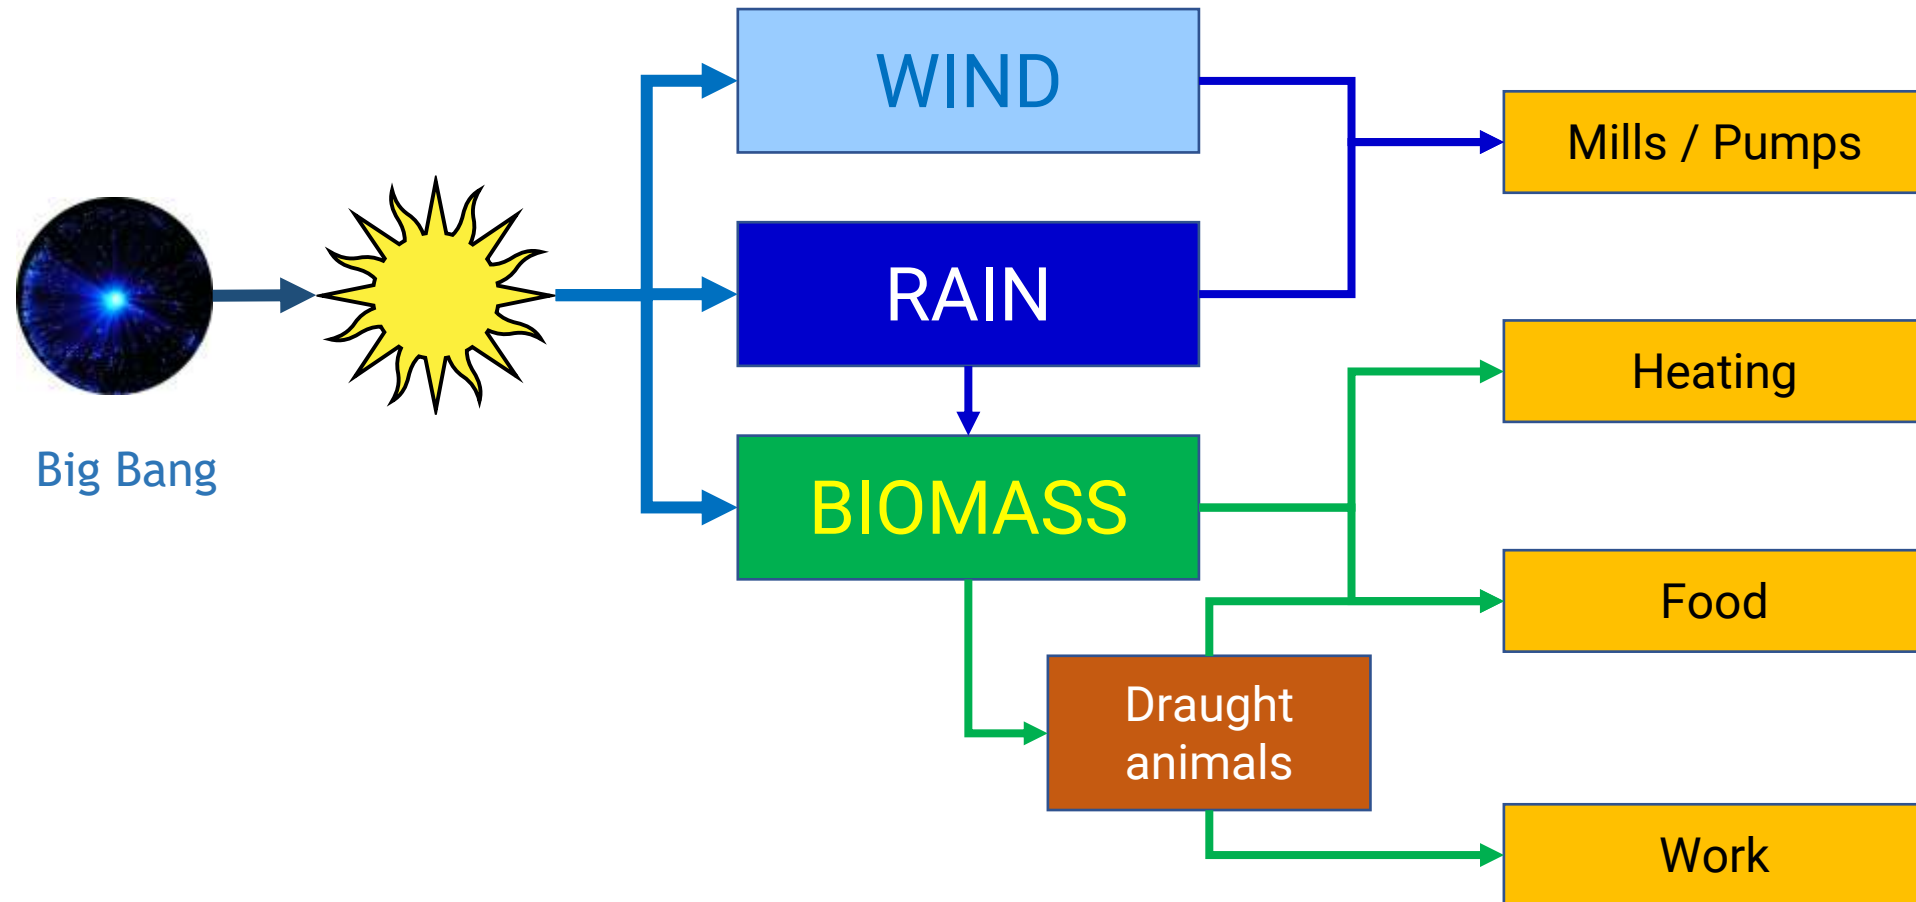 WIND
Mills / Pumps
RAIN
Heating
Big Bang
BIOMASS
Food
Draught
animals
Work